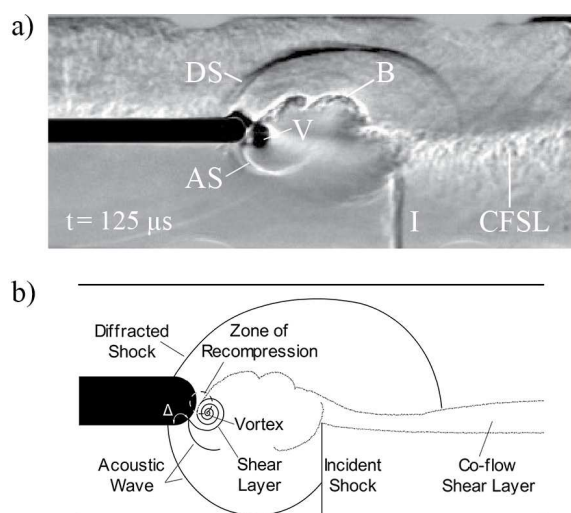 a)
DS
B
V
AS
t = 125 μs
I
CFSL
b)
Diffracted
Shock
Zone of
Recompression
Δ
Vortex
Acoustic
Wave
Shear
Layer
Incident
Shock
Co-flow
Shear Layer